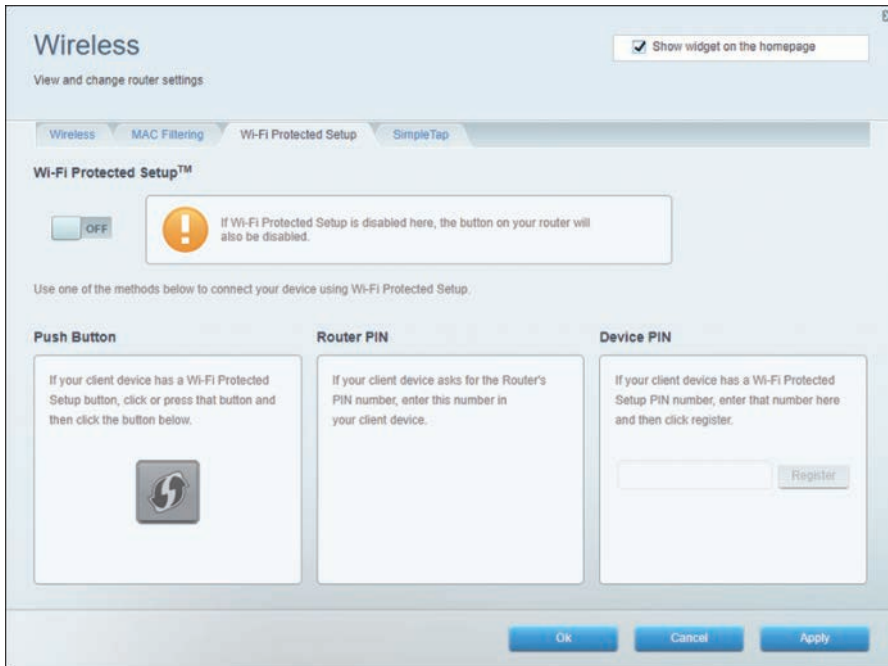 Wireless
Show widget on the homepage
View and change router settings
Wireless
MAC Filtering
Wi-Fi Protected Setup
SimpleTap
Wi-Fi Protected Setup™
OFF
If Wi-Fi Protected Setup is disabled here, the button on your router will
also be disabled.
Use one of the methods below to connect your device using Wi-Fi Protected Setup.
Push Button
If your client device has a Wi-Fi Protected
Setup button, click or press that button and
then click the button below.
Router PIN
If your client device asks for the Router's
PIN number, enter this number in
your client device.
Device PIN
If your client device has a Wi-Fi Protected
Setup PIN number, enter that number here
and then click register.
Register
Ok
Cancel
Apply